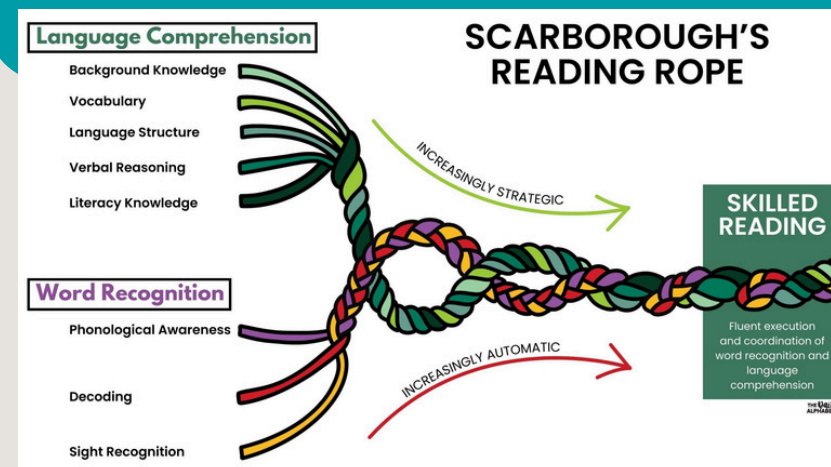 SCARBOROUGH'S
READING ROPE
Language Comprehension
Background Knowledge
Vocabulary
Language Structure
Verbal Reasoning
Literacy Knowledge
INCREASINGLY STRATEGIC
SKILLED
READING
Fluent execution
and coordination of
word recognition and
language
comprehension
Word Recognition
Phonological Awareness
Decoding
Sight Recognition
INCREASINGLY AUTOMATIC
THE